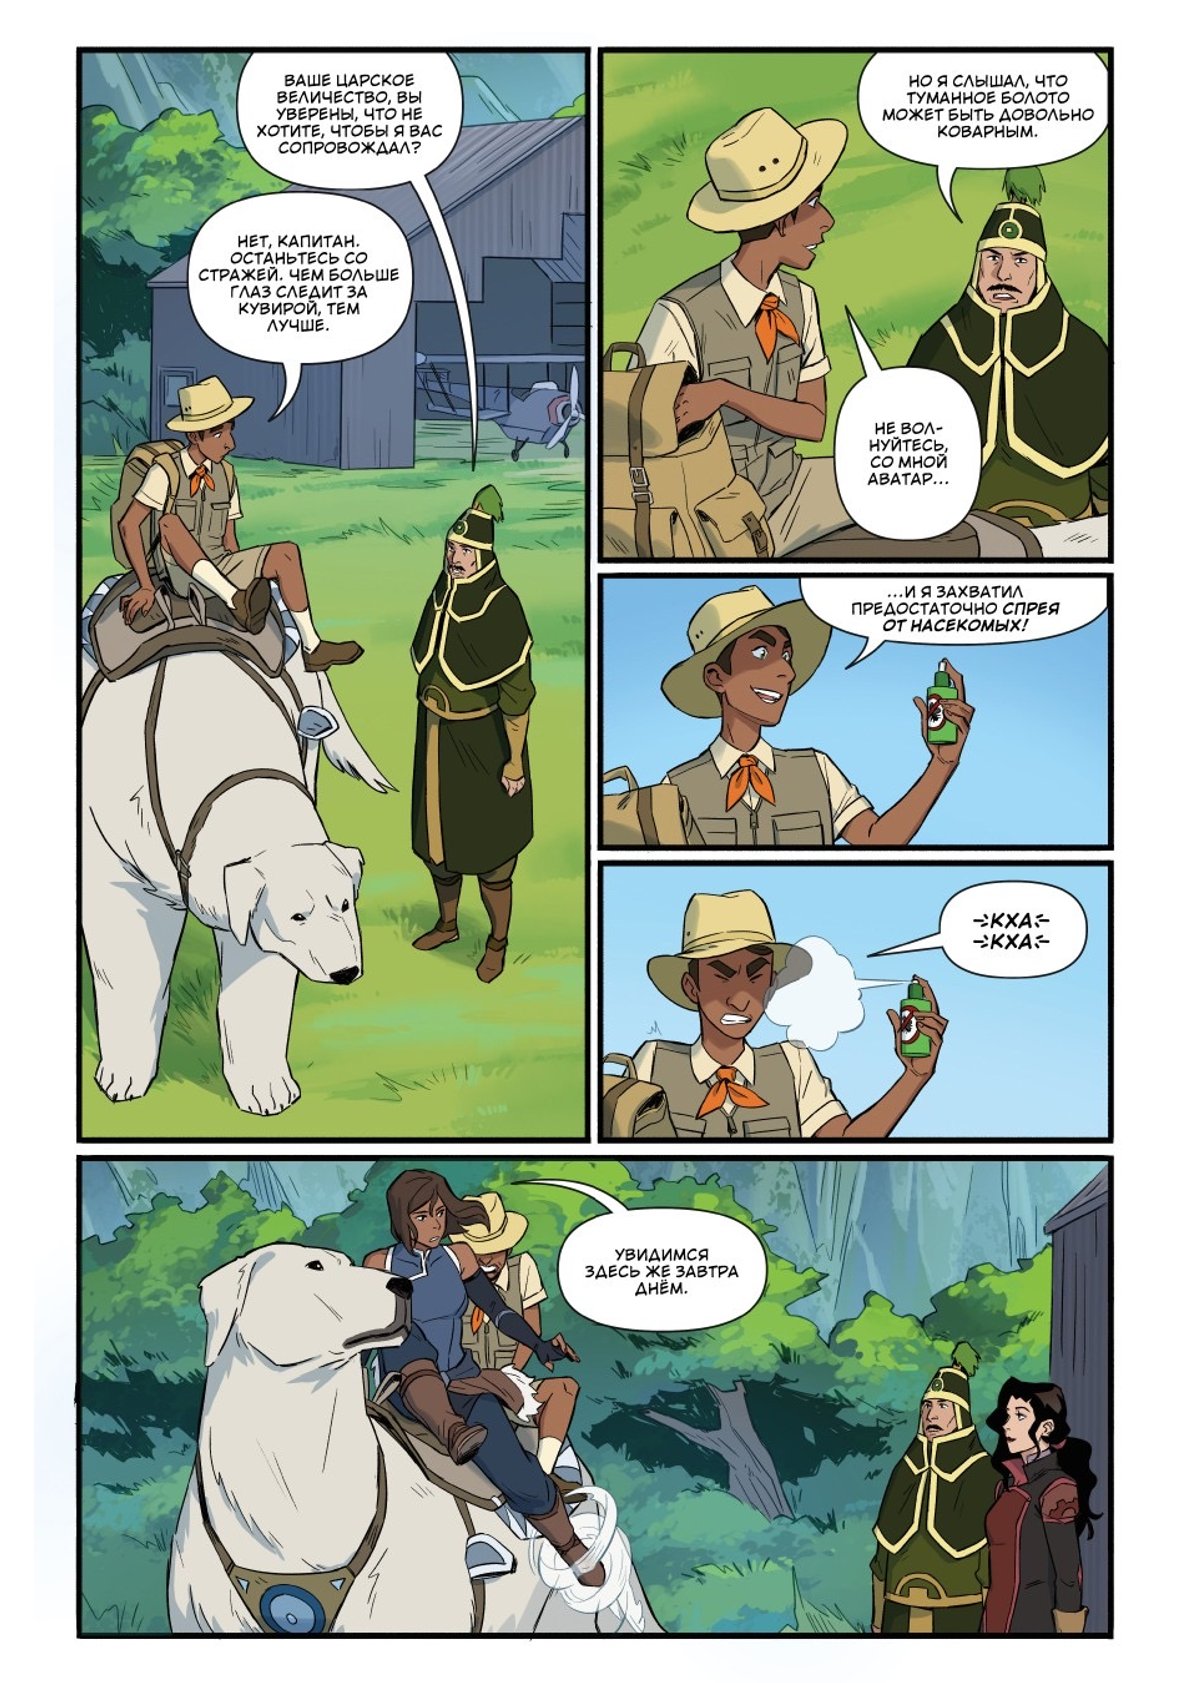 ВАШЕ ЦАРСКОЕ
ВЕЛИЧЕСТВО, ВЫ
УВЕРЕНЫ, ЧТО НЕ
ХОТИТЕ, ЧТОБЫ Я ВАС
СОПРОВОЖДАЛ?
НЕТ, КАПИТАН.
ОСТАНЬТЕСЬ СО
СТРАЖЕЙ. ЧЕМ БОЛЬШЕ
ГЛАЗ СЛЕДИТ ЗА
КУВИРОЙ, ТЕМ
ЛУЧШЕ.
НО Я СЛЫШАЛ, ЧТО
ТУМАННОЕ БОЛОТО
МОЖЕТ БЫТЬ ДОВОЛЬНО
КОВАРНЫМ.
НЕ ВОЛ-
НУЙТЕСЬ,
СО МНОЙ
АВАТАР...
...И Я ЗАХВАТИЛ
ПРЕДОСТАТОЧНО СПРЕЯ
ОТ НАСЕКОМЫХ!
КХА
КХА
УВИДИМСЯ
ЗДЕСЬ ЖЕ ЗАВТРА
ДНЁМ.